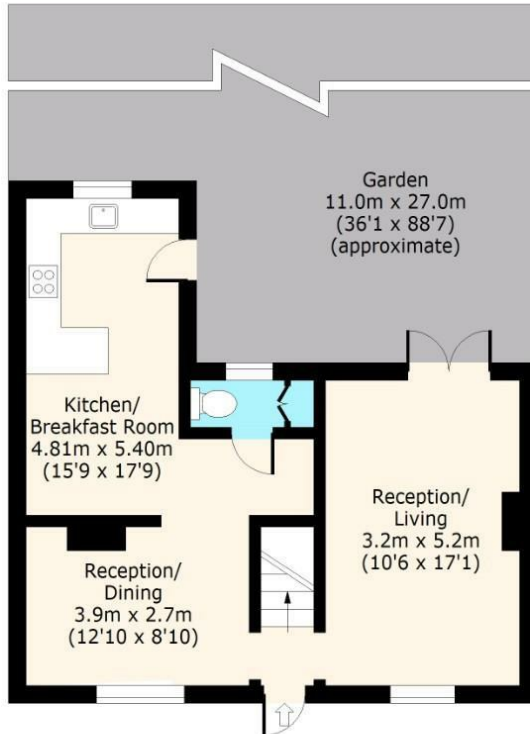 Garden
11.0m x 27.0m
(36'1 x 88'7)
(approximate)
Kitchen/
Breakfast Room
4.81m x 5.40m
(15'9 x 17'9)
Reception/
Living
3.2m x 5.2m
(10'6 x 17'1)
Reception/
Dining
3.9m x 2.7m
(12'10 x 8'10)